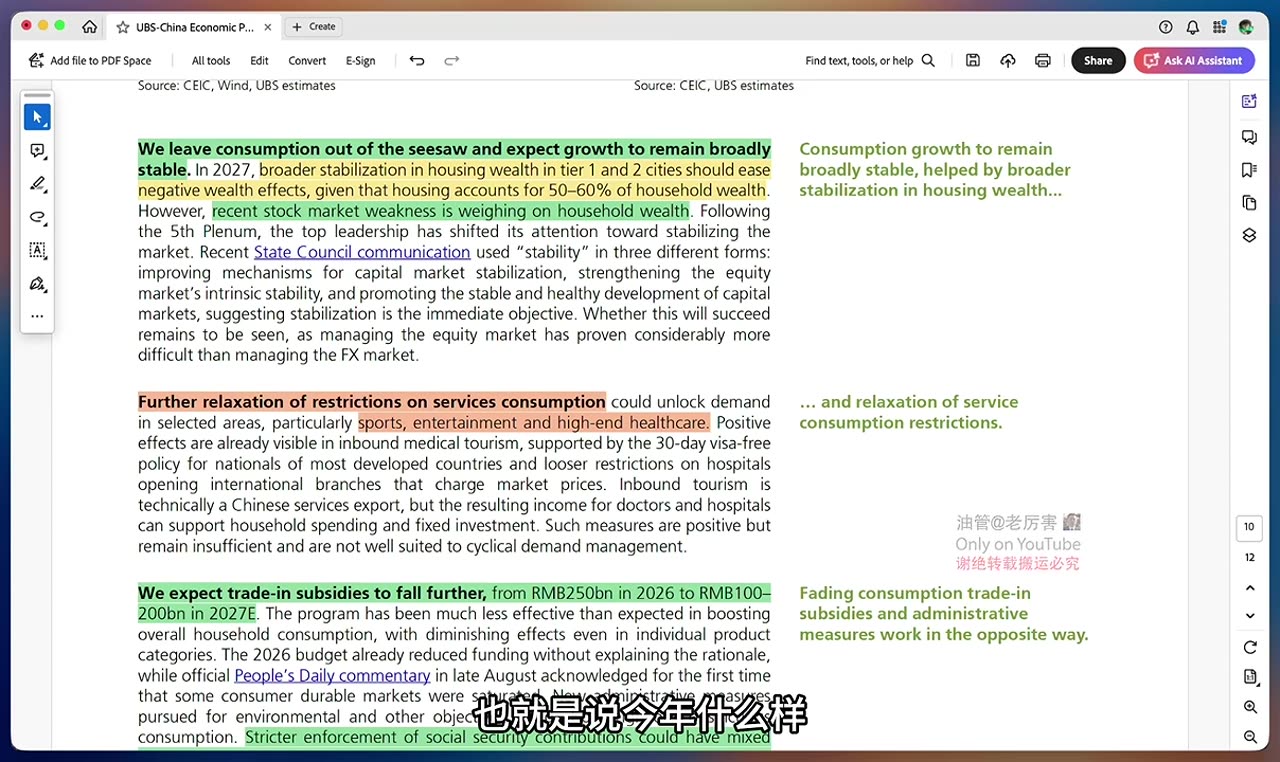 UBS-China Economic P...
Create
Add file to PDF Space
All tools
Edit
Convert
E-Sign
Find text, tools, or help
Share
Ask AI Assistant
Source: CEIC, Wind, UBS estimates
Source: CEIC, UBS estimates
We leave consumption out of the seesaw and expect growth to remain broadly
stable. In 2027, broader stabilization in housing wealth in tier 1 and 2 cities should ease
negative wealth effects, given that housing accounts for 50–60% of household wealth.
However, recent stock market weakness is weighing on household wealth. Following
the 5th Plenum, the top leadership has shifted its attention toward stabilizing the
market. Recent State Council communication used “stability” in three different forms:
improving mechanisms for capital market stabilization, strengthening the equity
market’s intrinsic stability, and promoting the stable and healthy development of capital
markets, suggesting stabilization is the immediate objective. Whether this will succeed
remains to be seen, as managing the equity market has proven considerably more
difficult than managing the FX market.
Consumption growth to remain
broadly stable, helped by broader
stabilization in housing wealth...
Further relaxation of restrictions on services consumption could unlock demand
in selected areas, particularly sports, entertainment and high-end healthcare. Positive
effects are already visible in inbound medical tourism, supported by the 30-day visa-free
policy for nationals of most developed countries and looser restrictions on hospitals
opening international branches that charge market prices. Inbound tourism is
technically a Chinese services export, but the resulting income for doctors and hospitals
can support household spending and fixed investment. Such measures are positive but
remain insufficient and are not well suited to cyclical demand management.
… and relaxation of service
consumption restrictions.
油管@老厉害
Only on YouTube
谢绝转载搬运必究
10
12
We expect trade-in subsidies to fall further, from RMB250bn in 2026 to RMB100–
200bn in 2027E. The program has been much less effective than expected in boosting
overall household consumption, with diminishing effects even in individual product
categories. The 2026 budget already reduced funding without explaining the rationale,
while official People’s Daily commentary in late August acknowledged for the first time
that some consumer durable markets were saturated. New administrative measures
pursued for environmental and other objec
consumption. Stricter enforcement of social security contributions could have mixed
Fading consumption trade-in
subsidies and administrative
measures work in the opposite way.
也就是说今年什么样